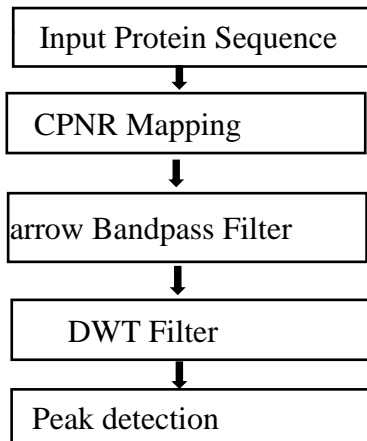 Input Protein Sequence
CPNR Mapping
arrow Bandpass Filter
DWT Filter
Peak detection